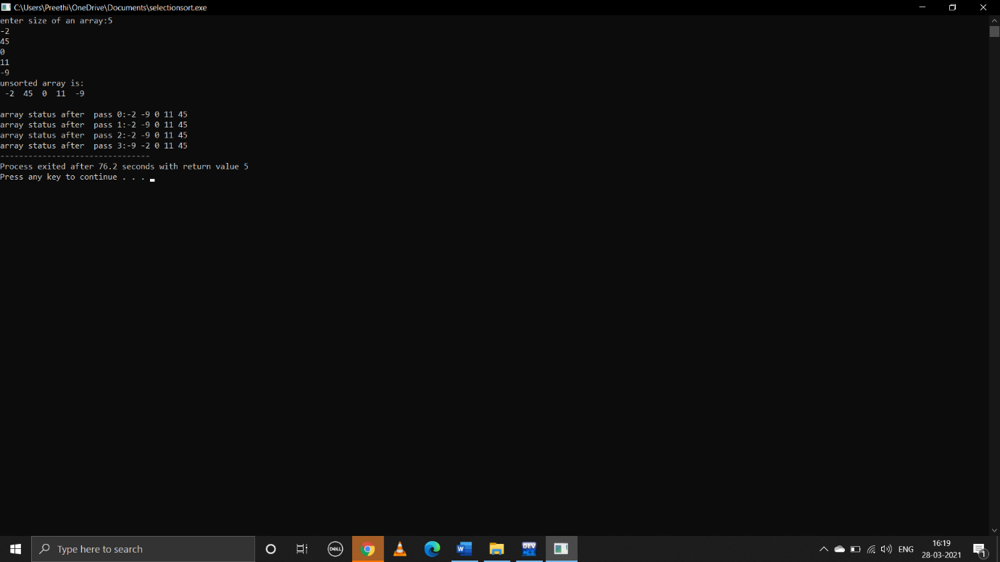 C:\Users\Preethi\OneDrive\Documents\selectionsort.exe
enter size of an array:5
-2
45
0
11
-9
unsorted array is:
 -2  45  0  11  -9
array status after  pass 0:-2 -9 0 11 45
array status after  pass 1:-2 -9 0 11 45
array status after  pass 2:-2 -9 0 11 45
array status after  pass 3:-9 -2 0 11 45
--------------------------------
Process exited after 76.2 seconds with return value 5
Press any key to continue . . .
Type here to search
DELL
W
DEV
C++
ENG
16:19
28-03-2021
1